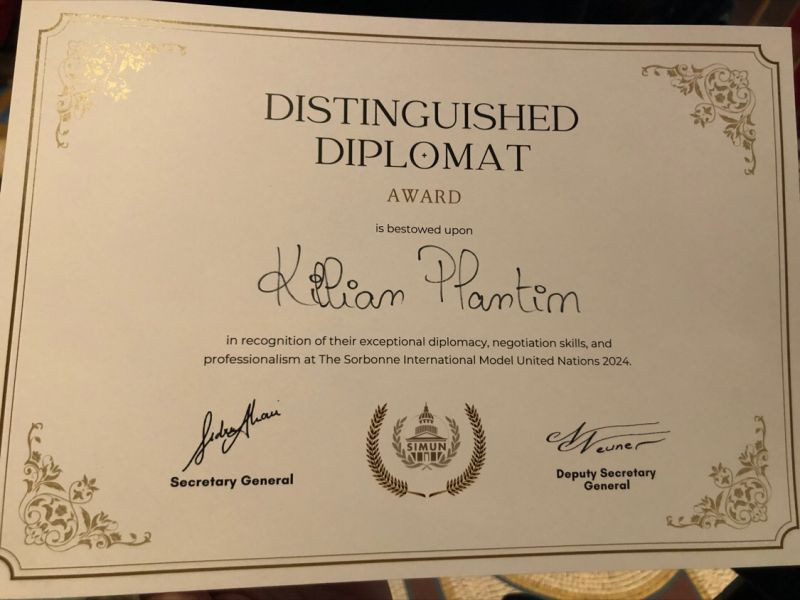 DISTINGUISHED
DIPLOMAT
AWARD
is bestowed upon
Killian Plantin
in recognition of their exceptional diplomacy, negotiation skills, and
professionalism at The Sorbonne International Model United Nations 2024.
SIMUN
Neuner
Secretary General
Deputy Secretary
General